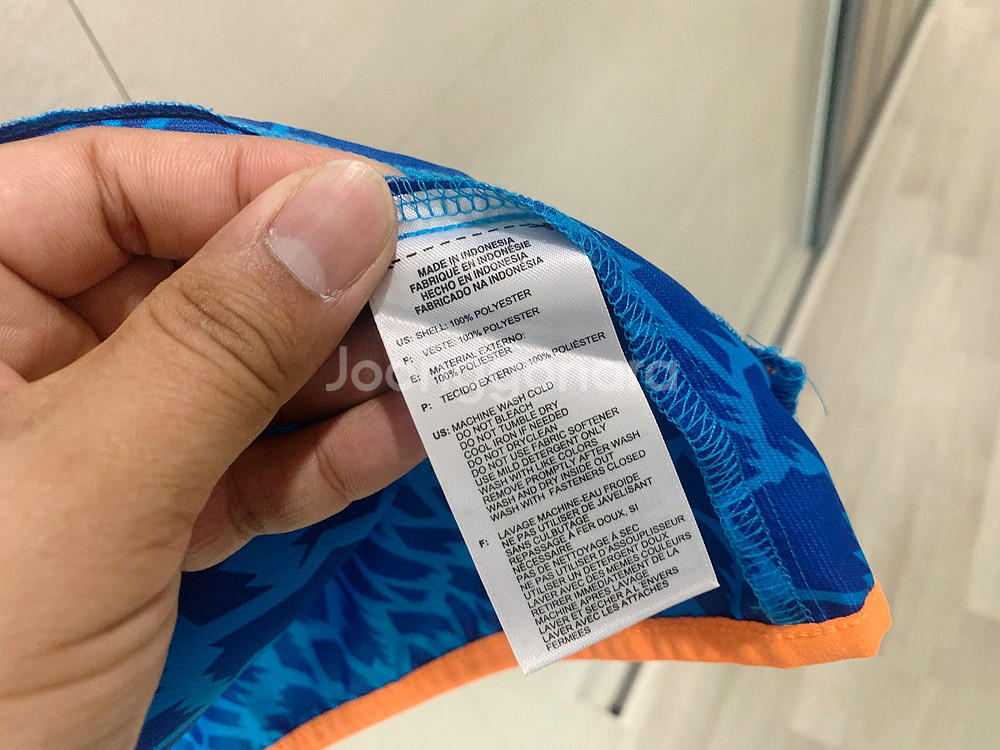 MADE IN INDONESIA
FABRIQUÉ EN INDONÉSIE
HECHO EN INDONESIA
FABRICADO NA INDONÉSIA
US: SHELL: 100% POLYESTER
F: VESTE: 100% POLYESTER
E: MATERIAL EXTERNO:
100% POLIESTER
P: TECIDO EXTERNO: 100% POLIÉSTER
US: MACHINE WASH COLD
DO NOT BLEACH
DO NOT TUMBLE DRY
COOL IRON IF NEEDED
DO NOT DRYCLEAN
DO NOT USE FABRIC SOFTENER
USE MILD DETERGENT ONLY
WASH WITH LIKE COLORS
REMOVE PROMPTLY AFTER WASH
WASH AND DRY INSIDE OUT
WASH WITH FASTENERS CLOSED
F: LAVAGE MACHINE-EAU FROIDE
NE PAS UTILISER DE JAVELISANT
SANS CULBUTAGE
REPASSAGE À FER DOUX, SI
NÉCESSAIRE
PAS DE NETTOYAGE À SEC
NE PAS UTILISER D'ASSOUPLISSEUR
UTILISER UN DETERGENT DOUX
LAVER AVEC DES MEMES COULEURS
RETIRER IMMÉDIATEMENT DE LA
MACHINE APRÈS LAVAGE
LAVER ET SÉCHER À L'ENVERS
LAVER AVEC LES ATTACHES
FERMÉES